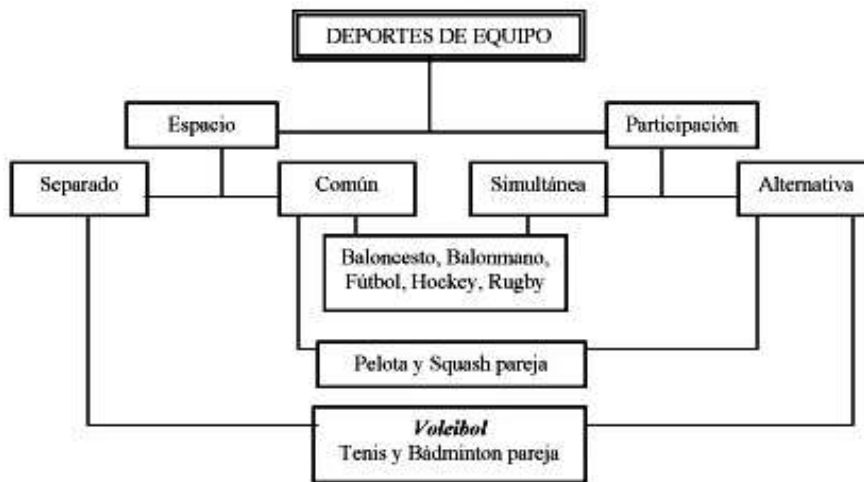 DEPORTES DE EQUIPO
Espacio
Participación
Separado
Común
Simultánea
Alternativa
Baloncesto, Balonmano,
Fútbol, Hockey, Rugby
Pelota y Squash pareja
Voleibol
Tenis y Bádminton pareja